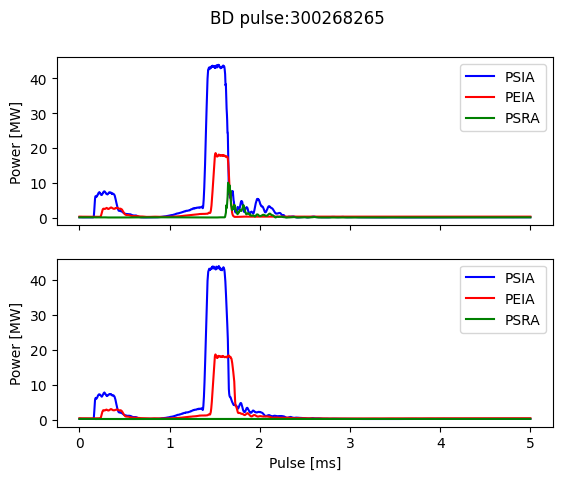 BD pulse:300268265
Power [MW]
40
30
20
10
0
PSIA
PEIA
PSRA
Power [MW]
40
30
20
10
0
PSIA
PEIA
PSRA
0 1 2 3 4 5
Pulse [ms]